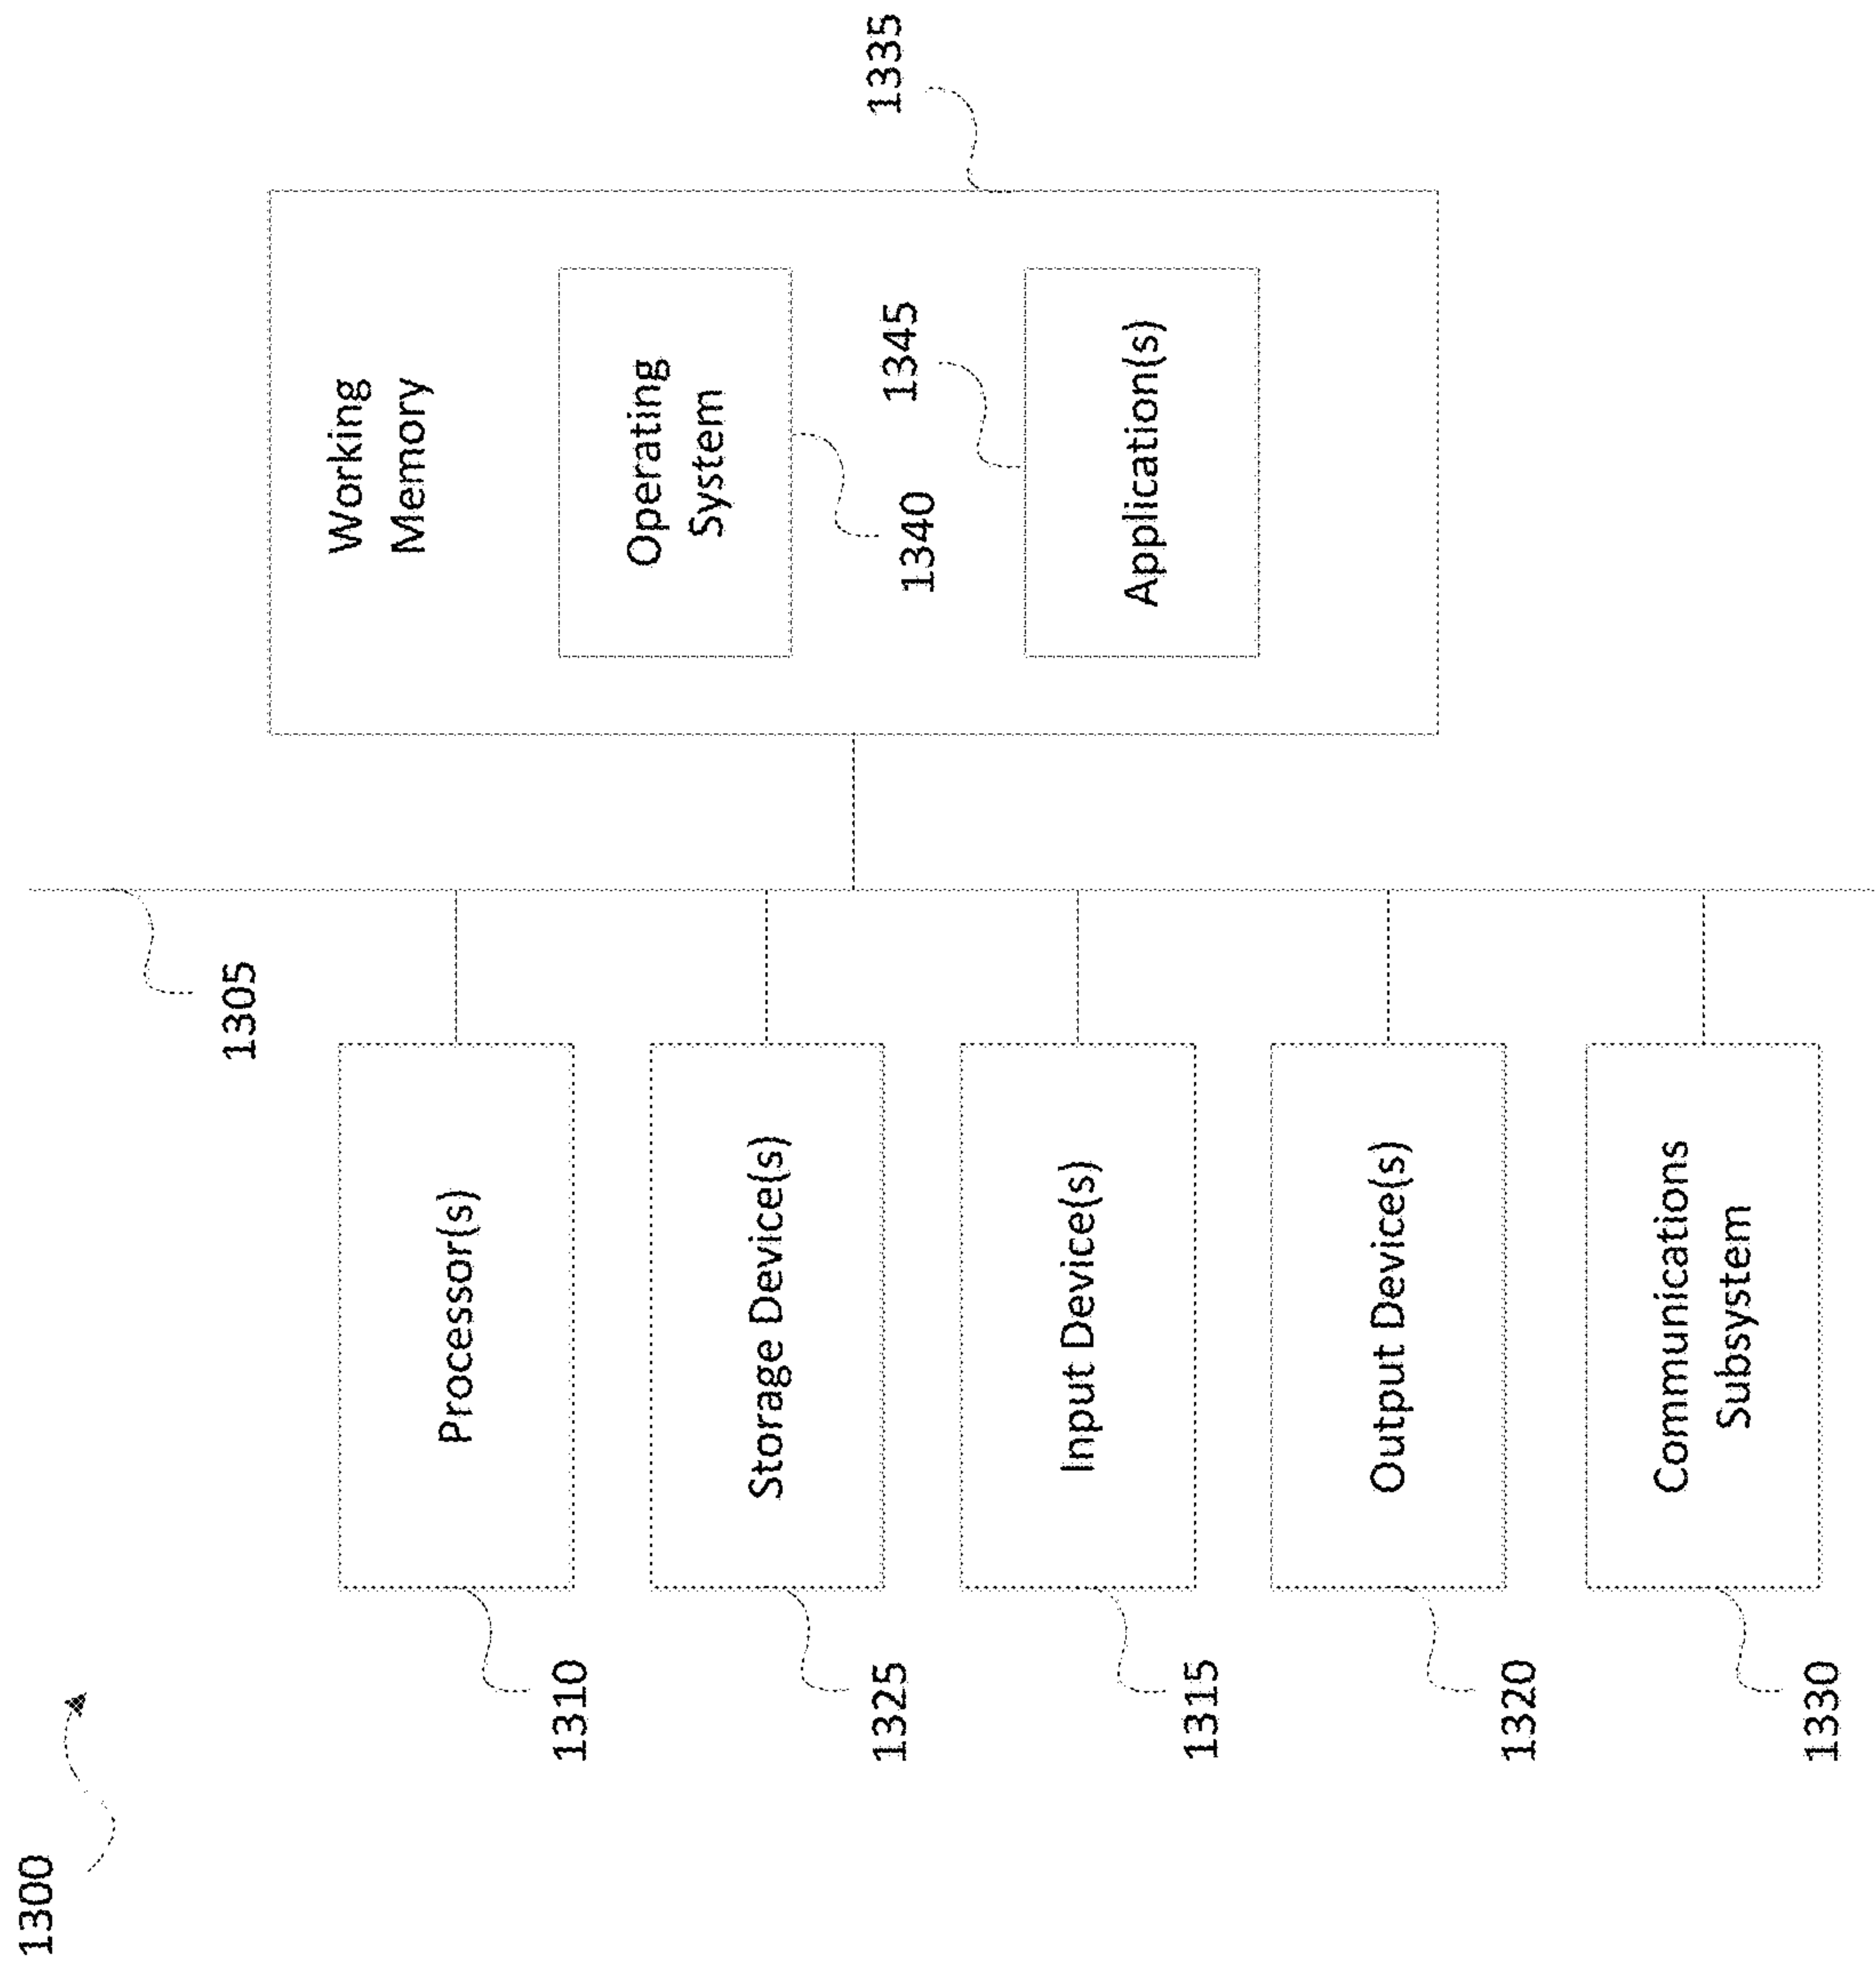 1300
1305
1310
Processor(s)
1325
Storage Device(s)
1315
Input Device(s)
1320
Output Device(s)
1330
Communications
Subsystem
Working
Memory
Operating
System
1340
1345
Application(s)
1335